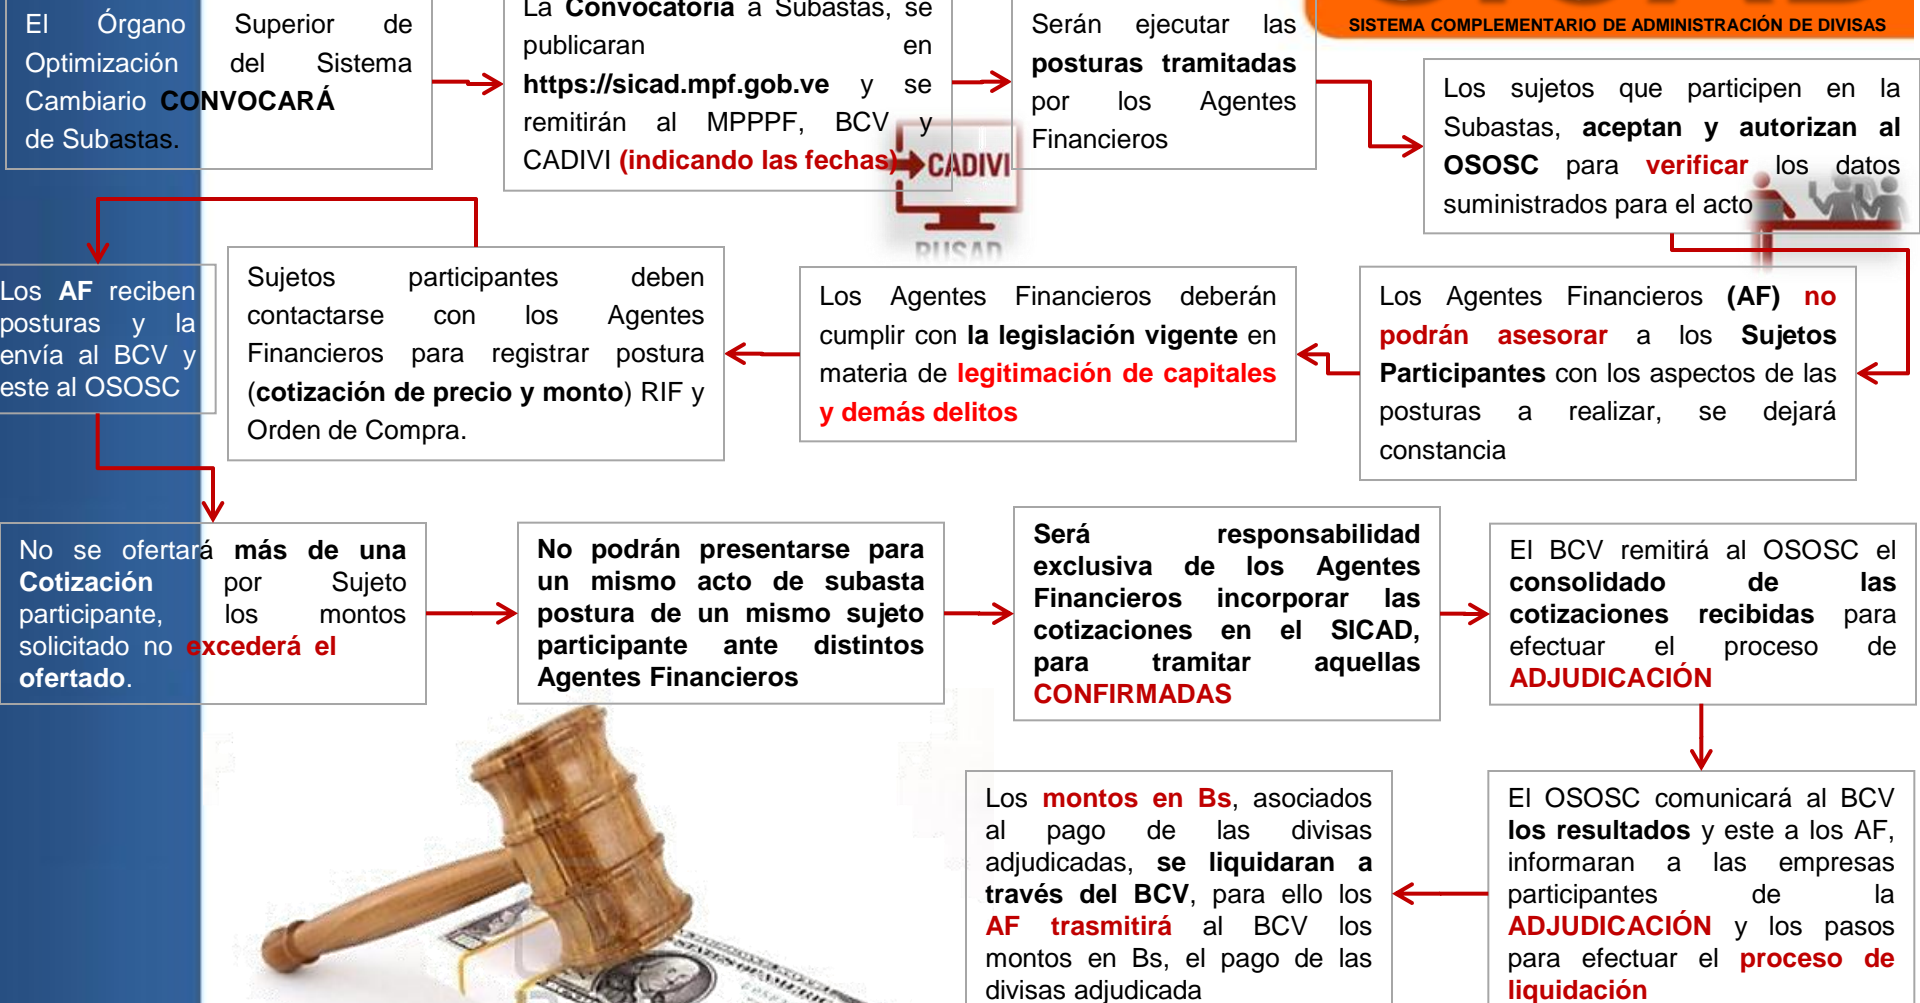 El Órgano Superior de
Optimización del Sistema
Cambiario CONVOCARÁ
de Subastas.
La Convocatoria a Subastas, se
publicaran en
https://sicad.mpf.gob.ve y se
remitirán al MPPPF, BCV y
CADIVI (indicando las fechas)
CADIVI
RUSAD
Serán ejecutar las
posturas tramitadas
por los Agentes
Financieros
SISTEMA COMPLEMENTARIO DE ADMINISTRACIÓN DE DIVISAS
Los sujetos que participen en la
Subastas, aceptan y autorizan al
OSOSC para verificar los datos
suministrados para el acto
Los Agentes Financieros (AF) no
podrán asesorar a los Sujetos
Participantes con los aspectos de las
posturas a realizar, se dejará
constancia
Los Agentes Financieros deberán
cumplir con la legislación vigente en
materia de legitimación de capitales
y demás delitos
Sujetos participantes deben
contactarse con los Agentes
Financieros para registrar postura
(cotización de precio y monto) RIF y
Orden de Compra.
Los AF reciben
posturas y la
envía al BCV y
este al OSOSC
No se ofertará más de una
Cotización por Sujeto
participante, los montos
solicitado no excederá el
ofertado.
No podrán presentarse para
un mismo acto de subasta
postura de un mismo sujeto
participante ante distintos
Agentes Financieros
Será responsabilidad
exclusiva de los Agentes
Financieros incorporar las
cotizaciones en el SICAD,
para tramitar aquellas
CONFIRMADAS
El BCV remitirá al OSOSC el
consolidado de las
cotizaciones recibidas para
efectuar el proceso de
ADJUDICACIÓN
El OSOSC comunicará al BCV
los resultados y este a los AF,
informaran a las empresas
participantes de la
ADJUDICACIÓN y los pasos
para efectuar el proceso de
liquidación
Los montos en Bs, asociados
al pago de las divisas
adjudicadas, se liquidaran a
través del BCV, para ello los
AF trasmitirá al BCV los
montos en Bs, el pago de las
divisas adjudicada